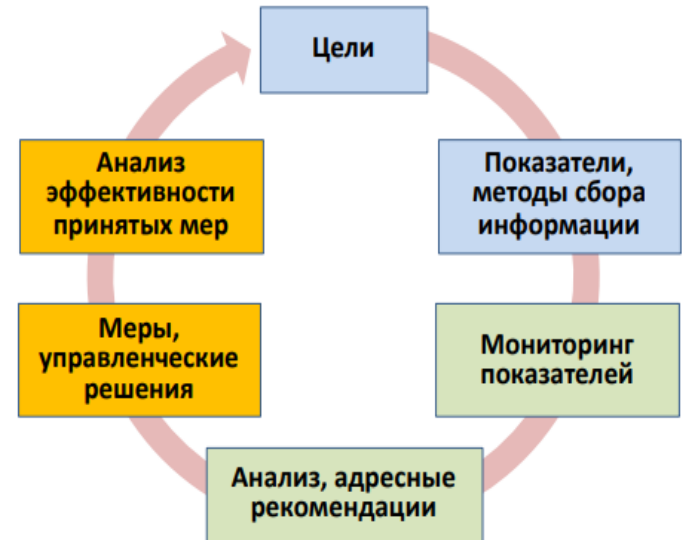 Цели
Показатели,
методы сбора
информации
Мониторинг
показателей
Анализ, адресные
рекомендации
Меры,
управленческие
решения
Анализ
эффективности
принятых мер